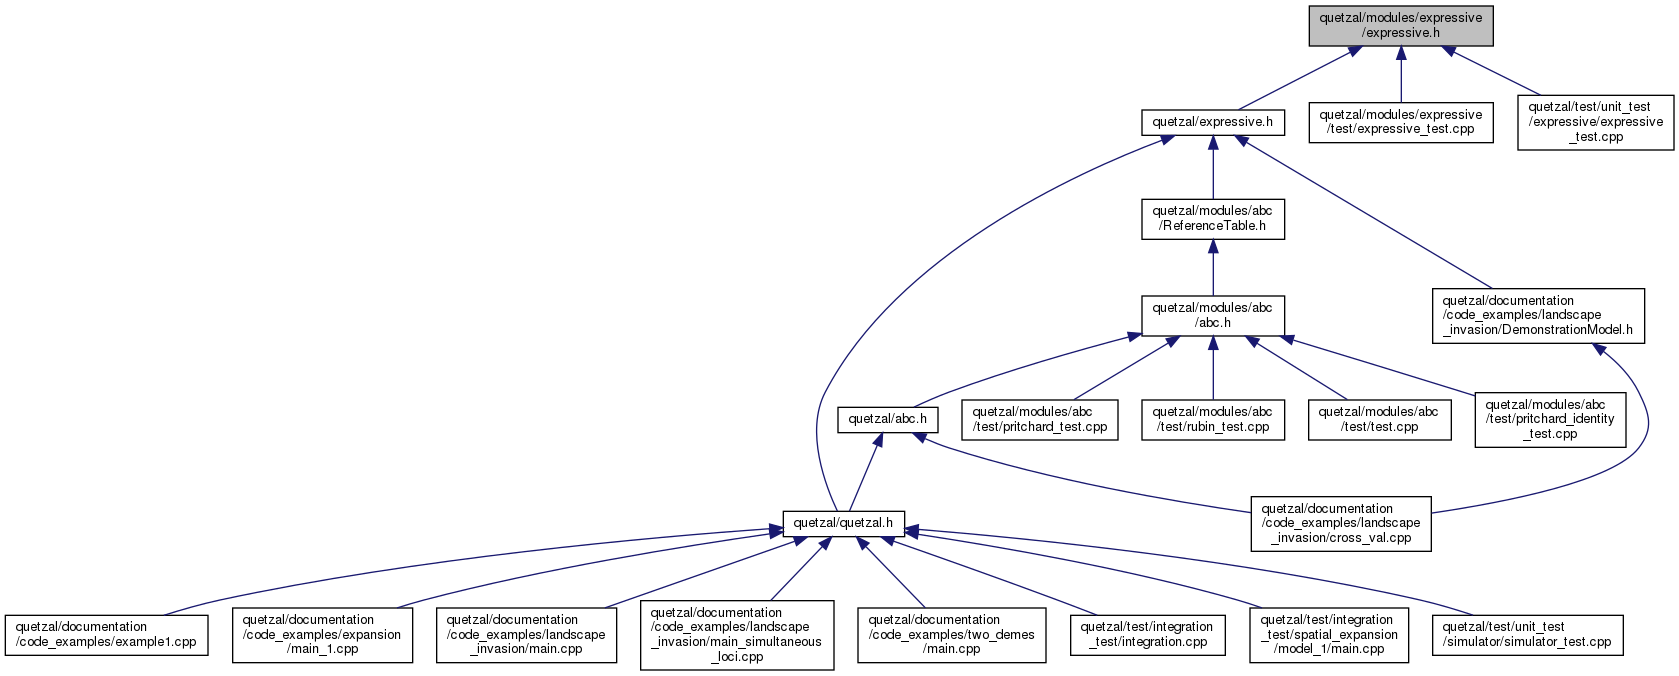 quetzal/modules/expressive
/expressive.h
quetzal/expressive.h
quetzal/modules/expressive
/test/expressive_test.cpp
quetzal/test/unit_test
/expressive/expressive
_test.cpp
quetzal/modules/abc
/ReferenceTable.h
quetzal/modules/abc
/abc.h
quetzal/documentation
/code_examples/landscape
_invasion/DemonstrationModel.h
quetzal/abc.h
quetzal/modules/abc
/test/pritchard_test.cpp
quetzal/modules/abc
/test/rubin_test.cpp
quetzal/modules/abc
/test/test.cpp
quetzal/modules/abc
/test/pritchard_identity
_test.cpp
quetzal/quetzal.h
quetzal/documentation
/code_examples/landscape
_invasion/cross_val.cpp
quetzal/documentation
/code_examples/example1.cpp
quetzal/documentation
/code_examples/expansion
/main_1.cpp
quetzal/documentation
/code_examples/landscape
_invasion/main.cpp
quetzal/documentation
/code_examples/landscape
_invasion/main_simultaneous
_loci.cpp
quetzal/documentation
/code_examples/two_demes
/main.cpp
quetzal/test/integration
_test/integration.cpp
quetzal/test/integration
_test/spatial_expansion
/model_1/main.cpp
quetzal/test/unit_test
/simulator/simulator_test.cpp